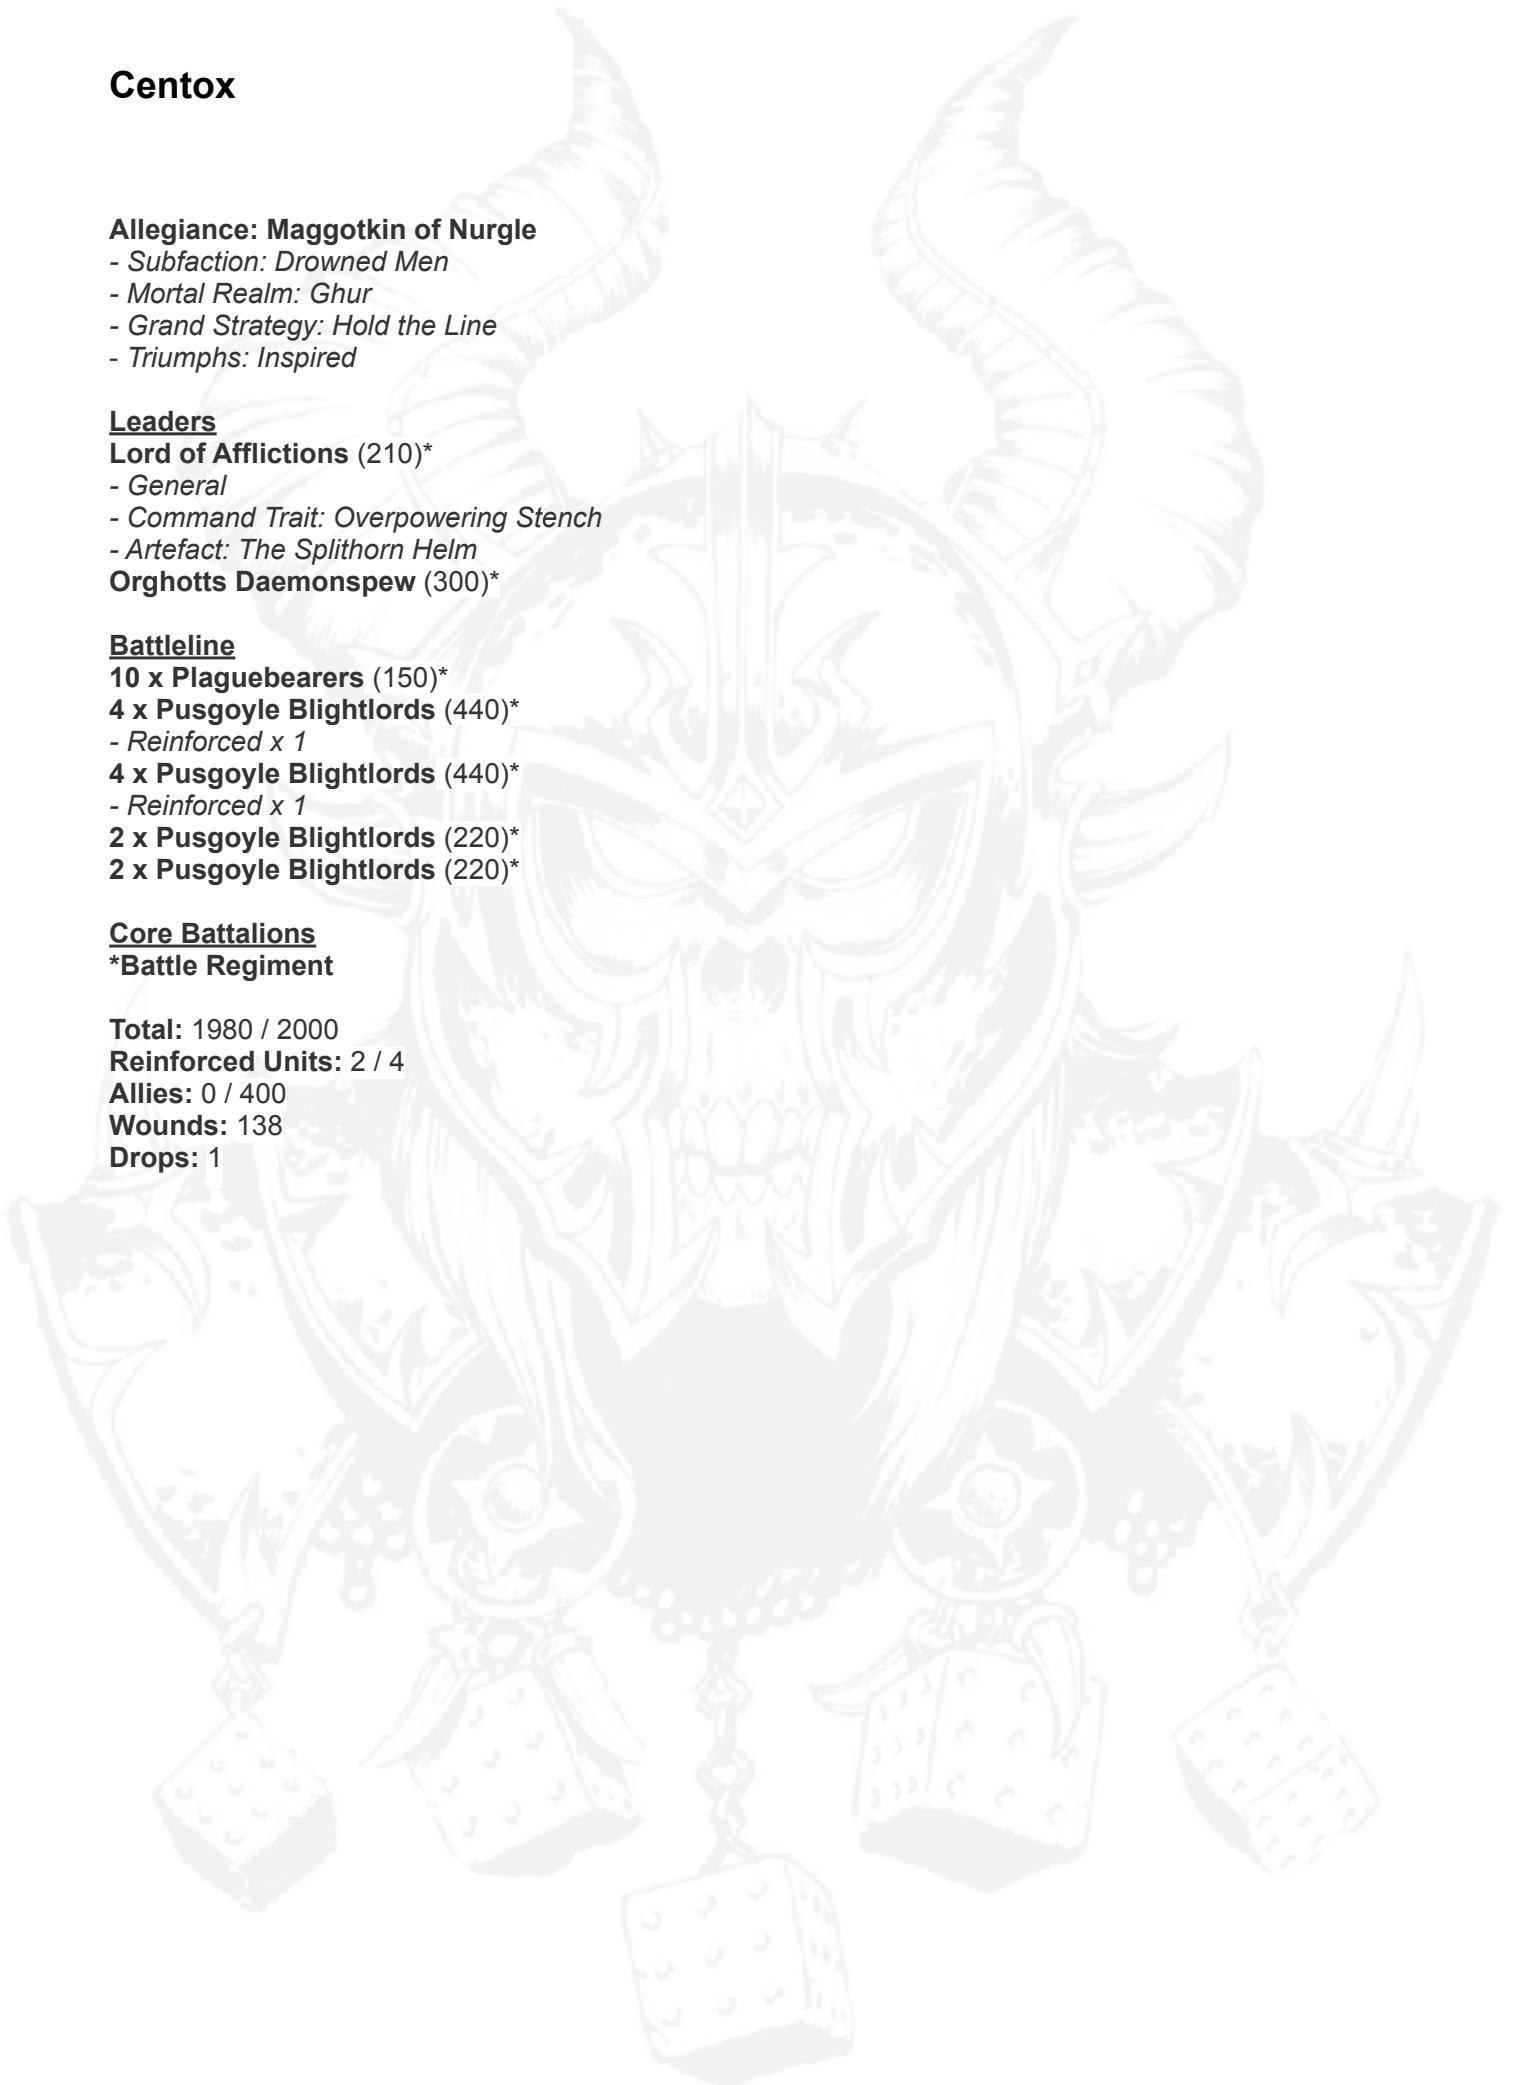 Centox
Allegiance: Maggotkin of Nurgle
- Subfaction: Drowned Men
- Mortal Realm: Ghur
- Grand Strategy: Hold the Line
- Triumphs: Inspired
Leaders
Lord of Afflictions (210)*
- General
- Command Trait: Overpowering Stench
- Artefact: The Splithorn Helm
Orghotts Daemonspew (300)*
Battleline
10 x Plaguebearers (150)*
4 x Pusgoyle Blightlords (440)*
- Reinforced x 1
4 x Pusgoyle Blightlords (440)*
- Reinforced x 1
2 x Pusgoyle Blightlords (220)*
2 x Pusgoyle Blightlords (220)*
Core Battalions
*Battle Regiment
Total: 1980 / 2000
Reinforced Units: 2 / 4
Allies: 0 / 400
Wounds: 138
Drops: 1